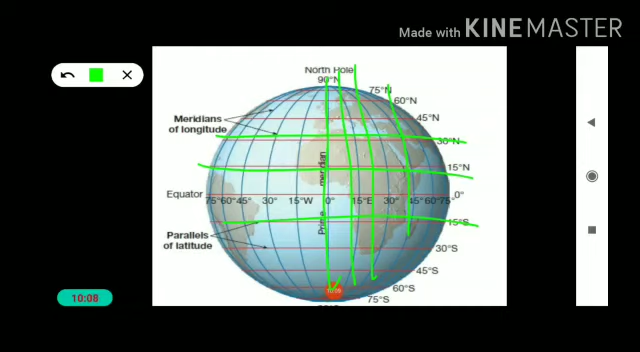 Made with KINEMASTER
North Hole
90°N
75°N
60°N
45°N
30°N
15°N
Meridians
of longitude
Prime meridian
Equator
75°60°45° 30° 15°W 0° 15°E 30° 45° 60°75° 0°
15°S
Parallels
of latitude
30°S
45°S
60°S
75°S
10:08